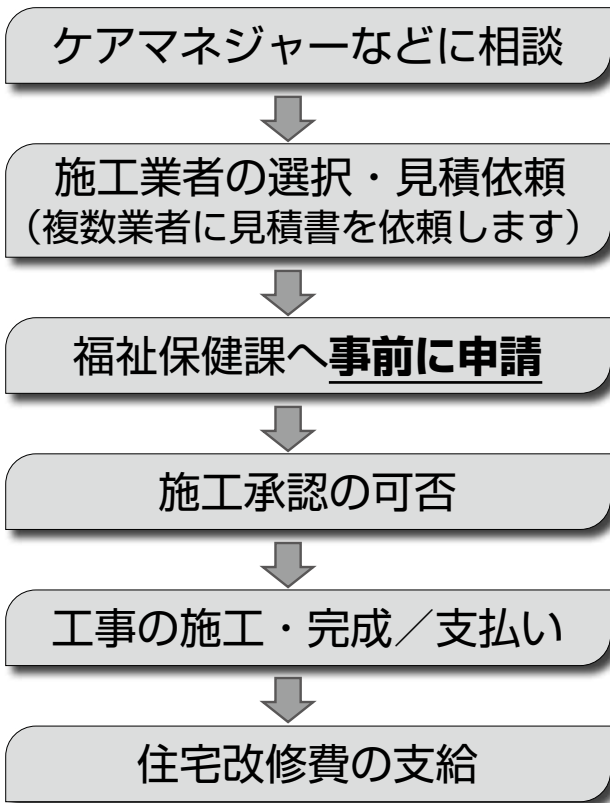 ケアマネジャーなどに相談
施工業者の選択・見積依頼
（複数業者に見積書を依頼します）
福祉保健課へ事前に申請
施工承認の可否
工事の施工・完成／支払い
住宅改修費の支給